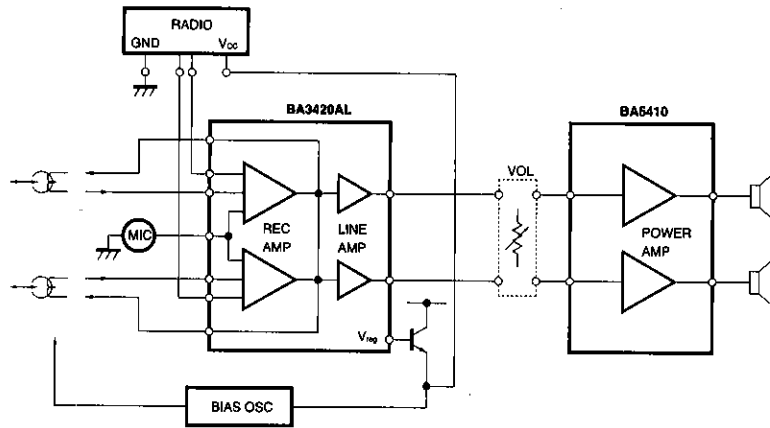 RADIO
GND
Vcc
BA3420AL
BA5410
VOL
MIC
REC
AMP
LINE
AMP
POWER
AMP
Vreg
BIAS OSC